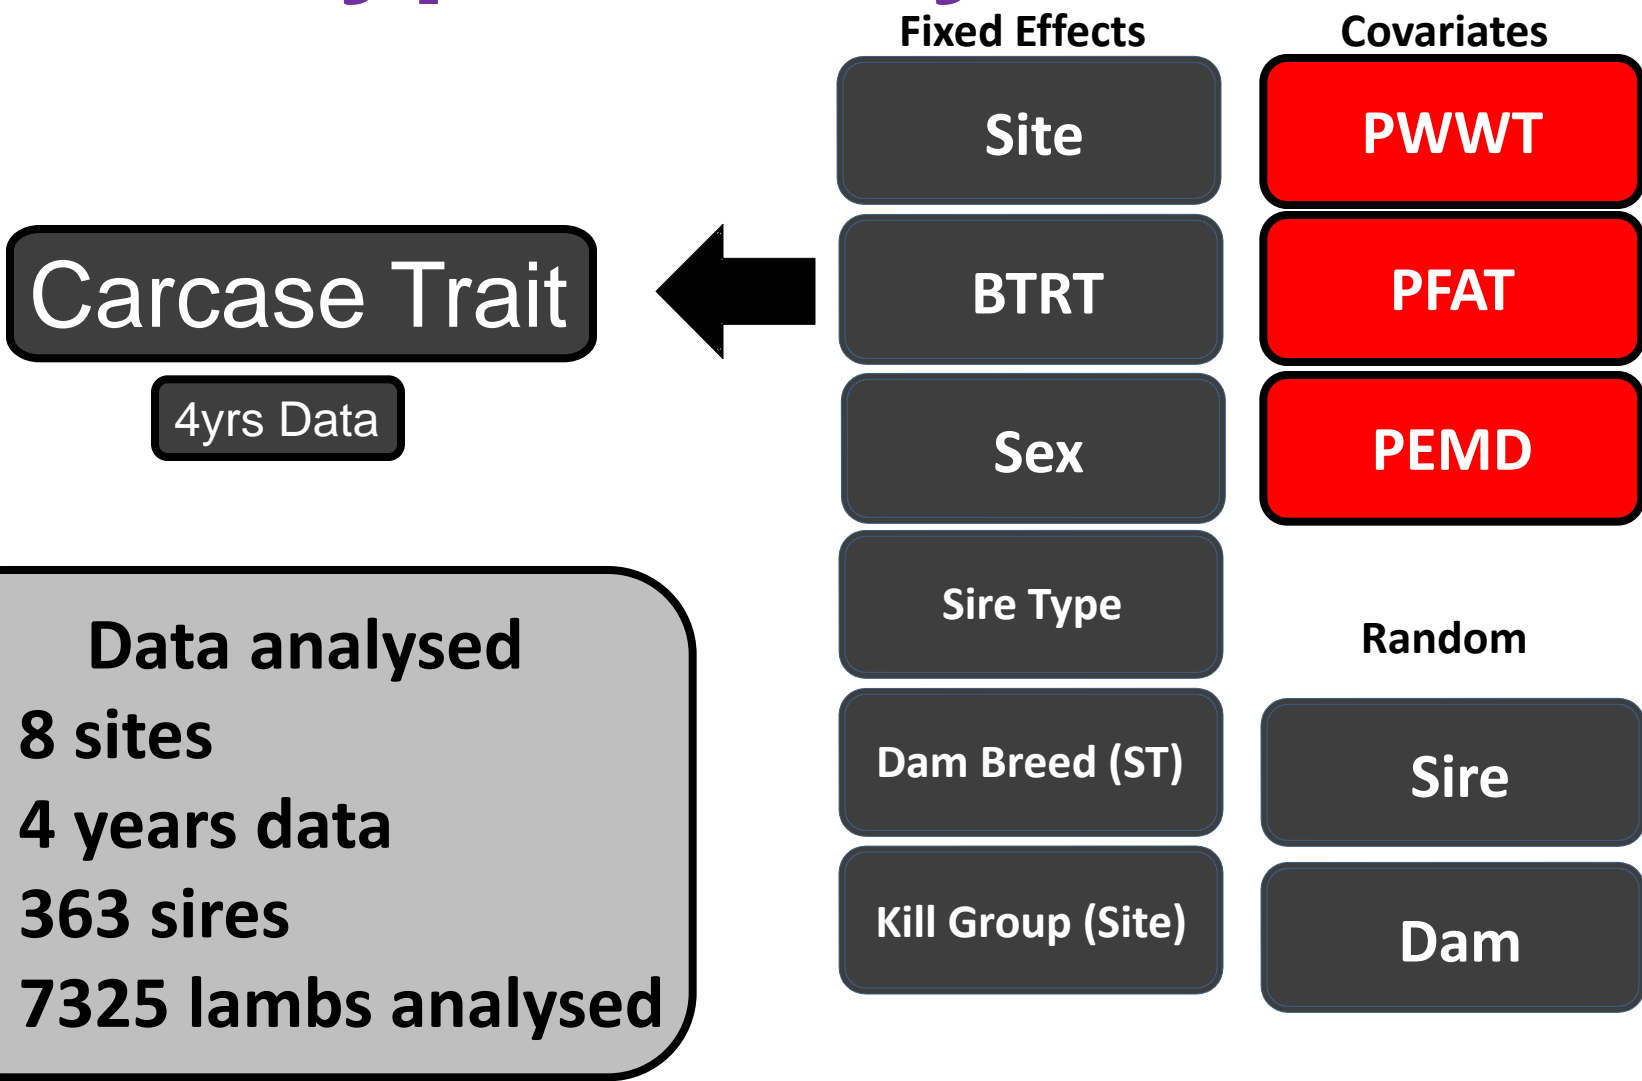 Fixed Effects
Covariates
Site
PWWT
BTRT
PFAT
Carcase Trait
4yrs Data
Sex
PEMD
Sire Type
Random
Dam Breed (ST)
Sire
Kill Group (Site)
Dam
Data analysed
8 sites
4 years data
363 sires
7325 lambs analysed